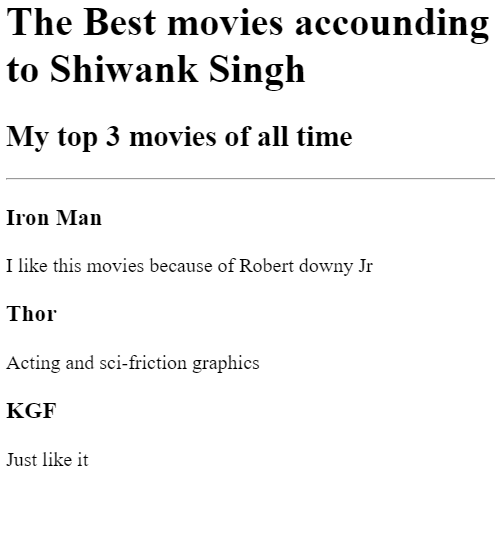 The Best movies accounding
to Shiwank Singh
My top 3 movies of all time
Iron Man
I like this movies because of Robert downy Jr
Thor
Acting and sci-friction graphics
KGF
Just like it